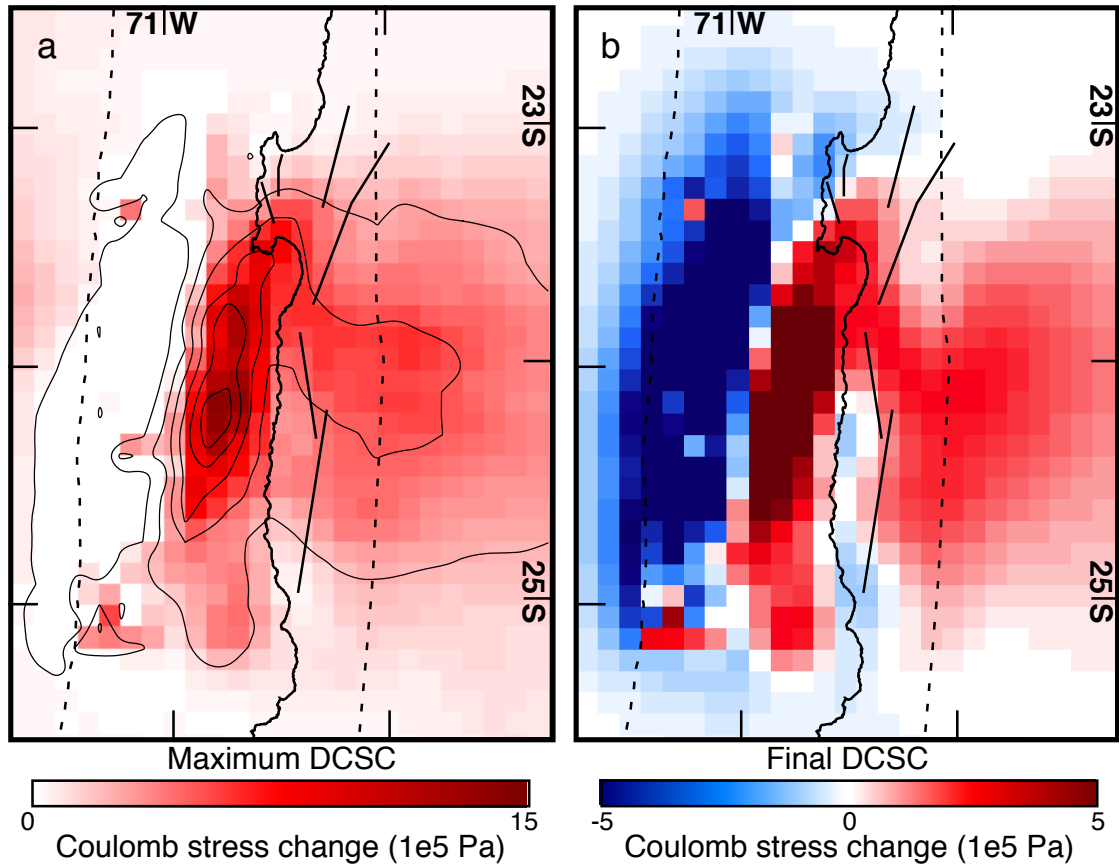 a
71 W
23 S
25 S
Maximum DCSC
0
15
Coulomb stress change (1e5 Pa)
b
71 W
23 S
25 S
Final DCSC
-5
0
5
Coulomb stress change (1e5 Pa)